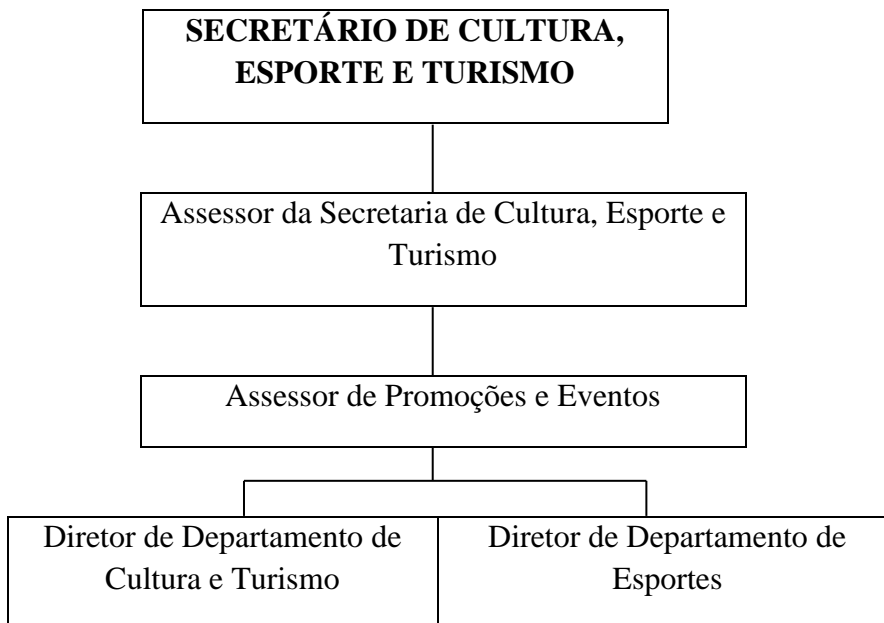 SECRETÁRIO DE CULTURA,
ESPORTE E TURISMO
Assessor da Secretaria de Cultura, Esporte e
Turismo
Assessor de Promoções e Eventos
Diretor de Departamento de
Cultura e Turismo
Diretor de Departamento de
Esportes